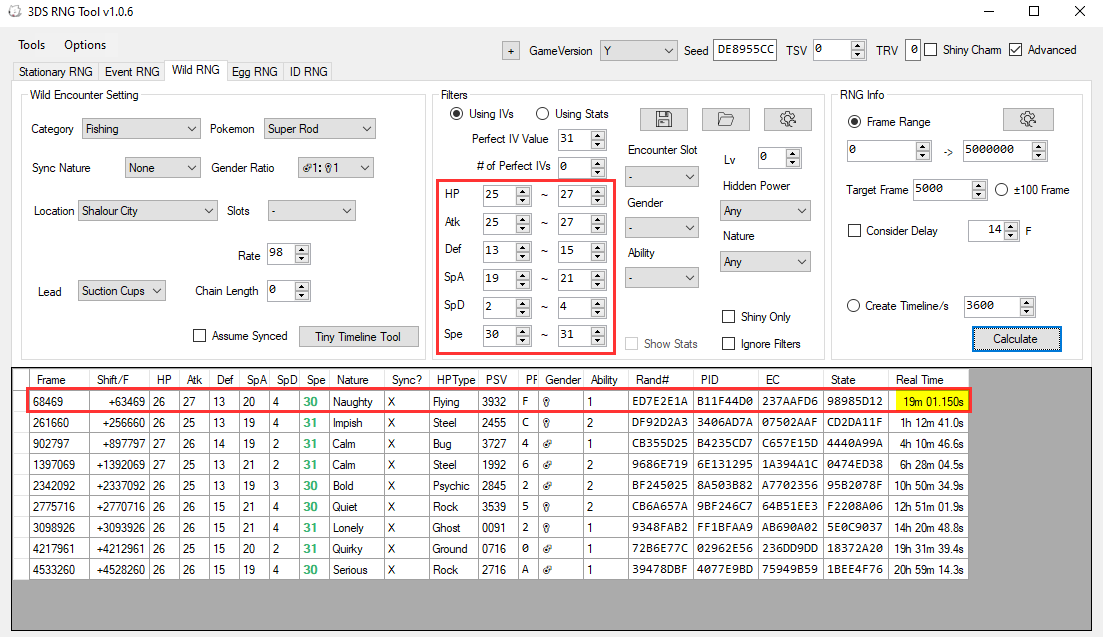 3DS RNG Tool v1.0.6
Tools Options
+ GameVersion Y Seed DE8955CC TSV 0 TRV 0 Shiny Charm Advanced
Stationary RNG Event RNG Wild RNG Egg RNG ID RNG
Wild Encounter Setting
Category Fishing Pokemon Super Rod
Sync Nature None Gender Ratio ♂1:♀1
Location Shalour City Slots -
Rate 98
Lead Suction Cups Chain Length 0
Assume Synced Tiny Timeline Tool
Filters
Using IVs Using Stats
Perfect IV Value 31
# of Perfect IVs 0
HP 25 ~ 27
Atk 25 ~ 27
Def 13 ~ 15
SpA 19 ~ 21
SpD 2 ~ 4
Spe 30 ~ 31
Encounter Slot
-
Gender
-
Ability
-
Show Stats
Lv 0
Hidden Power
Any
Nature
Any
Shiny Only
Ignore Filters
RNG Info
Frame Range
0 -> 5000000
Target Frame 5000 ±100 Frame
Consider Delay 14 F
Create Timeline/s 3600
Calculate
Frame Shift/F HP Atk Def SpA SpD Spe Nature Sync? HPType PSV PF Gender Ability Rand# PID EC State Real Time
68469 +63469 26 27 13 20 4 30 Naughty X Flying 3932 F ♀ 1 ED7E2E1A B11F44D0 237AAFD6 98985D12 19m 01.150s
261660 +256660 26 25 13 19 4 31 Impish X Steel 2455 C ♀ 2 DF92D2A3 3406AD7A 07502AAF CD2DA11F 1h 12m 41.0s
902797 +897797 27 26 14 19 2 31 Calm X Bug 3727 4 ♂ 1 CB355D25 B4235CD7 C657E15D 4440A99A 4h 10m 46.6s
1397069 +1392069 27 25 13 21 2 31 Calm X Steel 1992 6 ♂ 2 9686E719 6E131295 1A394A1C 0474ED38 6h 28m 04.5s
2342092 +2337092 26 25 13 19 3 30 Bold X Psychic 2845 2 ♂ 2 BF245028 8A503B82 A7702356 95B2078F 10h 50m 34.9s
2775716 +2770716 26 26 15 21 4 30 Quiet X Rock 3539 5 ♀ 2 CB6A657A 9BF246C7 64B51EE3 F2208A06 12h 51m 01.9s
3098926 +3093926 26 26 15 21 4 31 Lonely X Ghost 0091 2 ♀ 1 9348FAB2 FF1BFAA9 AB690A02 5E0C9037 14h 20m 48.8s
4217961 +4212961 26 25 15 20 2 31 Quirky X Ground 0716 0 ♂ 1 72B6E77C 02962E56 236DD9DD 18372A20 19h 31m 39.4s
4533260 +4528260 26 26 15 19 4 30 Serious X Rock 2716 A ♂ 1 39478DBF 4077E9BD 75949B59 1BEE4F76 20h 59m 14.3s